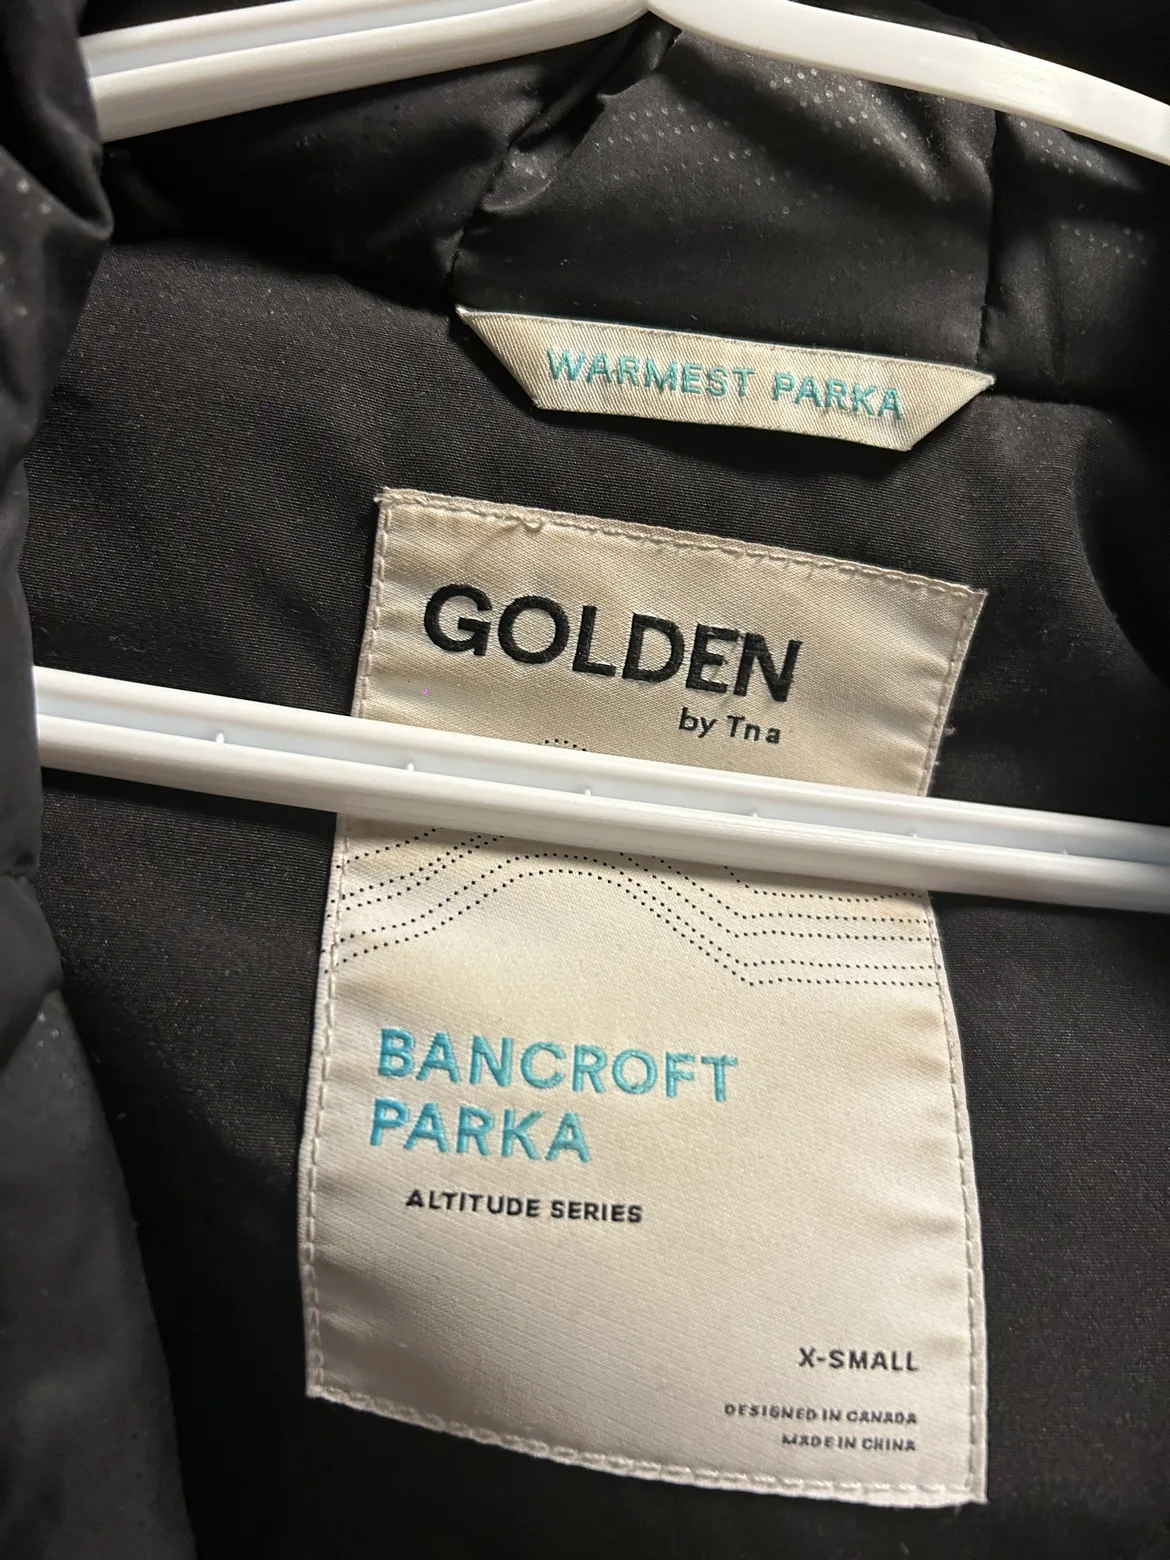 WARMEST PARKA
GOLDEN
by Tna
BANCROFT
PARKA
ALTITUDE SERIES
X-SMALL
DESIGNED IN CANADA
MADE IN CHINA